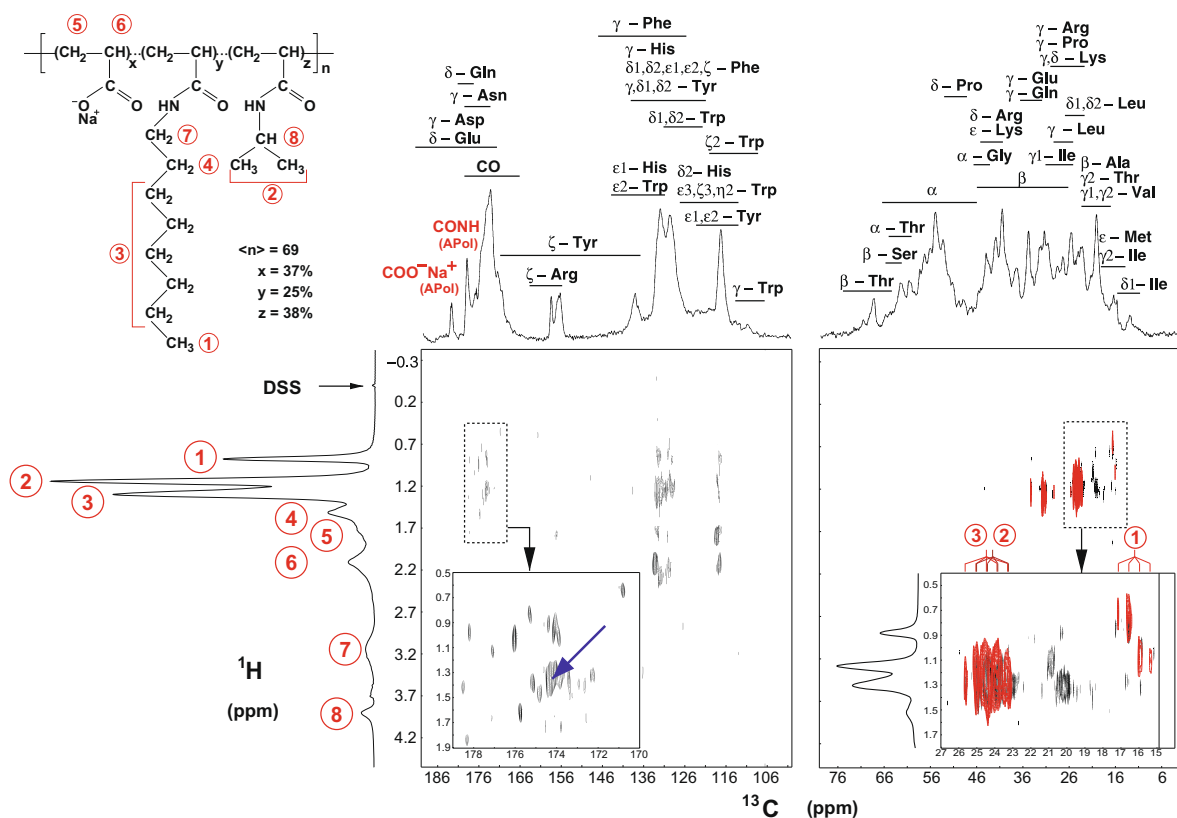 ⑤ ⑥
[(CH₂–CH)x···(CH₂–CH)y···(CH₂–CH)z]n
⁻O O HN O HN O
Na⁺
CH₂ ⑦ CH ⑧
CH₂ ④ CH₃ CH₃
②
CH₂
CH₂
③ CH₂
CH₂
CH₂
CH₃ ①
<n> = 69
x = 37%
y = 25%
z = 38%
γ – Phe
γ – His
δ1,δ2,ε1,ε2,ζ – Phe
γ,δ1,δ2 – Tyr
δ1,δ2 – Trp
ζ2 – Trp
δ – Gln
γ – Asn
γ – Asp
δ – Glu
CO
ε1 – His
ε2 – Trp
δ2 – His
ε3,ζ3,η2 – Trp
ε1,ε2 – Tyr
CONH
(APol)
COO⁻Na⁺
(APol)
ζ – Tyr
ζ – Arg
γ – Trp
γ – Arg
γ – Pro
γ,δ – Lys
δ – Pro
γ – Glu
γ – Gln
δ1,δ2 – Leu
δ – Arg
ε – Lys
γ – Leu
α – Gly
γ1 – Ile
β – Ala
γ2 – Thr
γ1,γ2 – Val
α
β
α – Thr
β – Ser
β – Thr
ε – Met
γ2 – Ile
δ1 – Ile
DSS
①
②
③
④
⑤
⑥
⑦
⑧
¹H
(ppm)
−0.3
0.2
0.7
1.2
1.7
2.2
2.7
3.2
3.7
4.2
0.5
0.7
0.9
1.1
1.3
1.5
1.7
1.9
178 176 174 172 170
186 176 166 156 146 136 126 116 106
③ ② ①
0.5
0.9
1.3
1.7
27 26 25 24 23 22 21 20 19 18 17 16 15
76 66 56 46 36 26 16 6
¹³C (ppm)